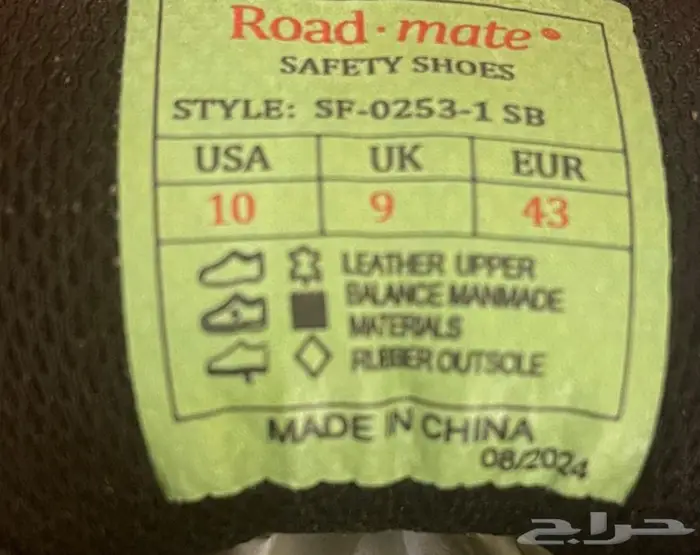 Road·mate
SAFETY SHOES
STYLE: SF-0253-1 SB
USA UK EUR
10 9 43
LEATHER UPPER
BALANCE MANMADE
MATERIALS
RUBBER OUTSOLE
MADE IN CHINA
08/2024
حراج